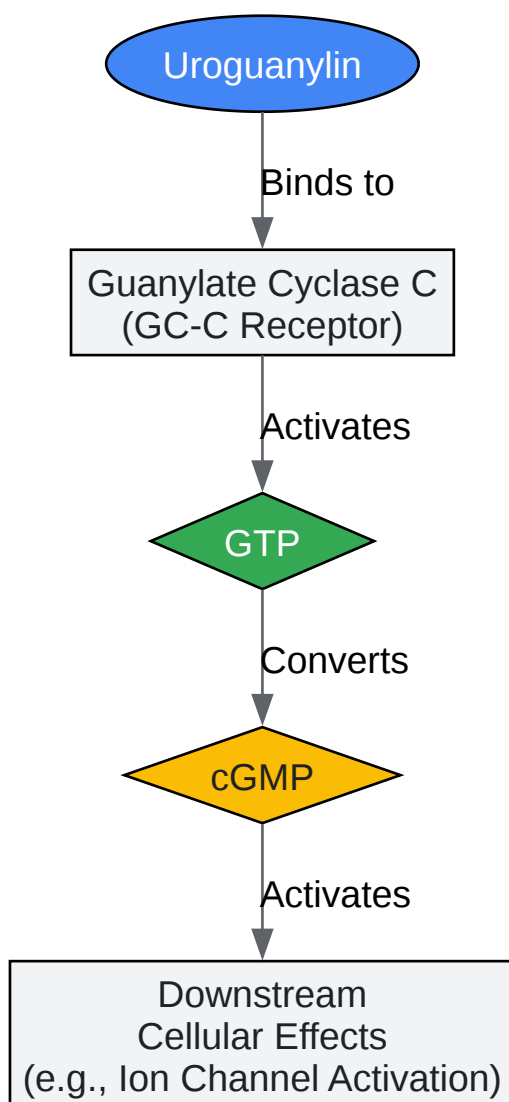 Uroguanylin
Binds to
Guanylate Cyclase C
(GC-C Receptor)
Activates
GTP
Converts
cGMP
Activates
Downstream
Cellular Effects
(e.g., Ion Channel Activation)